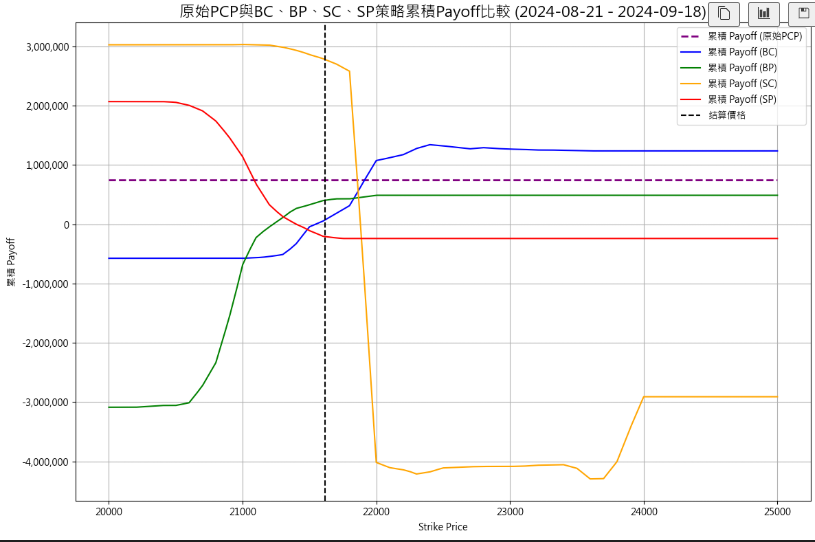 原始PCP與BC、BP、SC、SP策略累積Payoff比較 (2024-08-21 - 2024-09-18)
累積 Payoff (原始PCP)
累積 Payoff (BC)
累積 Payoff (BP)
累積 Payoff (SC)
累積 Payoff (SP)
結算價格
累積 Payoff
3,000,000
2,000,000
1,000,000
0
-1,000,000
-2,000,000
-3,000,000
-4,000,000
20000
21000
22000
23000
24000
25000
Strike Price